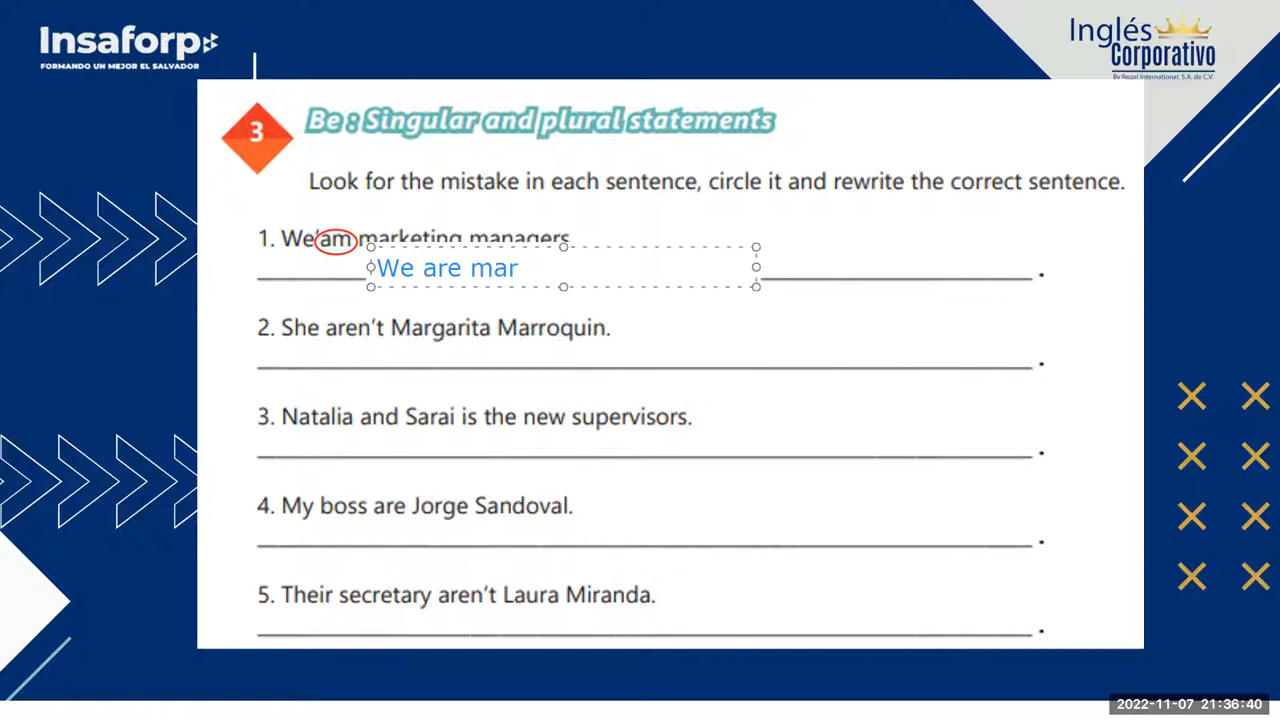 Insaforp
FORMANDO UN MEJOR EL SALVADOR
Inglés
Corporativo
By Regal International, S.A. de C.V.
3
Be: Singular and plural statements
Look for the mistake in each sentence, circle it and rewrite the correct sentence.
1. We'am marketing managers
We are mar
.
2. She aren't Margarita Marroquin.
.
3. Natalia and Sarai is the new supervisors.
.
4. My boss are Jorge Sandoval.
.
5. Their secretary aren't Laura Miranda.
.
2022-11-07 21:36:40